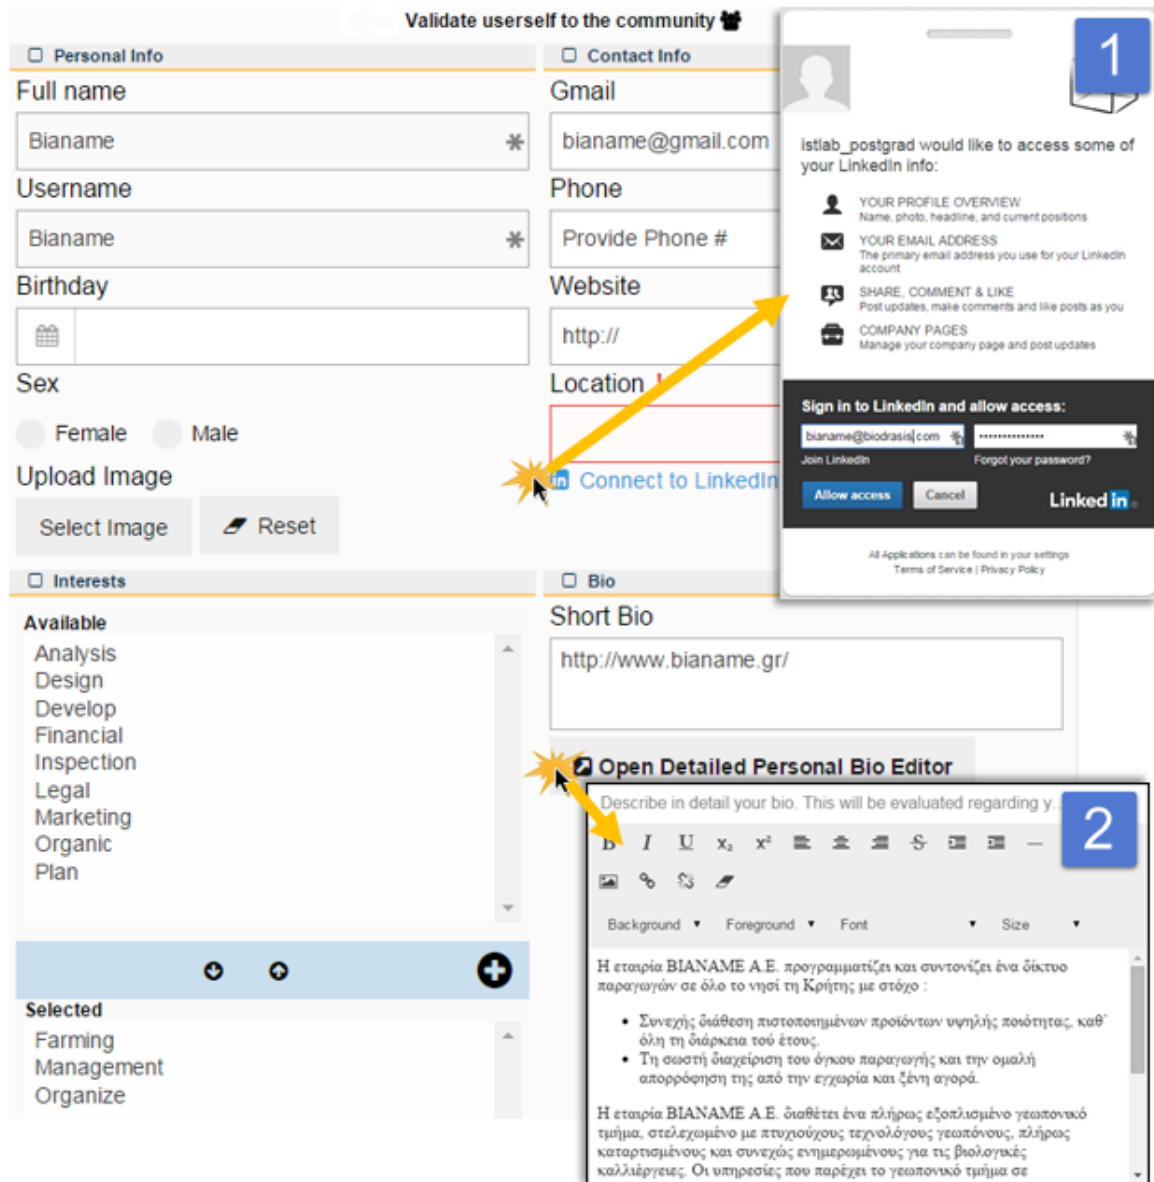 Validate userself to the community
Personal Info
Full name
Bianame
Username
Bianame
Birthday
Sex
Female Male
Upload Image
Select Image Reset
Contact Info
Gmail
bianame@gmail.com
Phone
Provide Phone #
Website
http://
Location !
Connect to LinkedIn
1
istlab_postgrad would like to access some of
your LinkedIn info:
YOUR PROFILE OVERVIEW
Name, photo, headline, and current positions
YOUR EMAIL ADDRESS
The primary email address you use for your LinkedIn
account
SHARE, COMMENT & LIKE
Post updates, make comments and like posts as you
COMPANY PAGES
Manage your company page and post updates
Sign in to LinkedIn and allow access:
bianame@biodrasis.com ••••••••••••••
Join LinkedIn Forgot your password?
Allow access Cancel Linked in
All Applications can be found in your settings
Terms of Service | Privacy Policy
Interests
Available
Analysis
Design
Develop
Financial
Inspection
Legal
Marketing
Organic
Plan
Selected
Farming
Management
Organize
Bio
Short Bio
http://www.bianame.gr/
Open Detailed Personal Bio Editor
2
Describe in detail your bio. This will be evaluated regarding y...
B I U x₂ x² S
Background Foreground Font Size
Η εταιρία BIANAME A.E. προγραμματίζει και συντονίζει ένα δίκτυο
παραγωγών σε όλο το νησί τη Κρήτης με στόχο :
• Συνεχής διάθεση πιστοποιημένων προϊόντων υψηλής ποιότητας, καθ'
όλη τη διάρκεια τού έτους.
• Τη σωστή διαχείριση του όγκου παραγωγής και την ομαλή
απορρόφηση της από την εγχωρία και ξένη αγορά.
Η εταιρία BIANAME A.E. διαθέτει ένα πλήρως εξοπλισμένο γεωπονικό
τμήμα, στελεχωμένο με πτυχιούχους τεχνολόγους γεωπόνους, πλήρως
καταρτισμένους και συνεχώς ενημερωμένους για τις βιολογικές
καλλιέργειες. Οι υπηρεσίες που παρέχει το γεωπονικό τμήμα σε